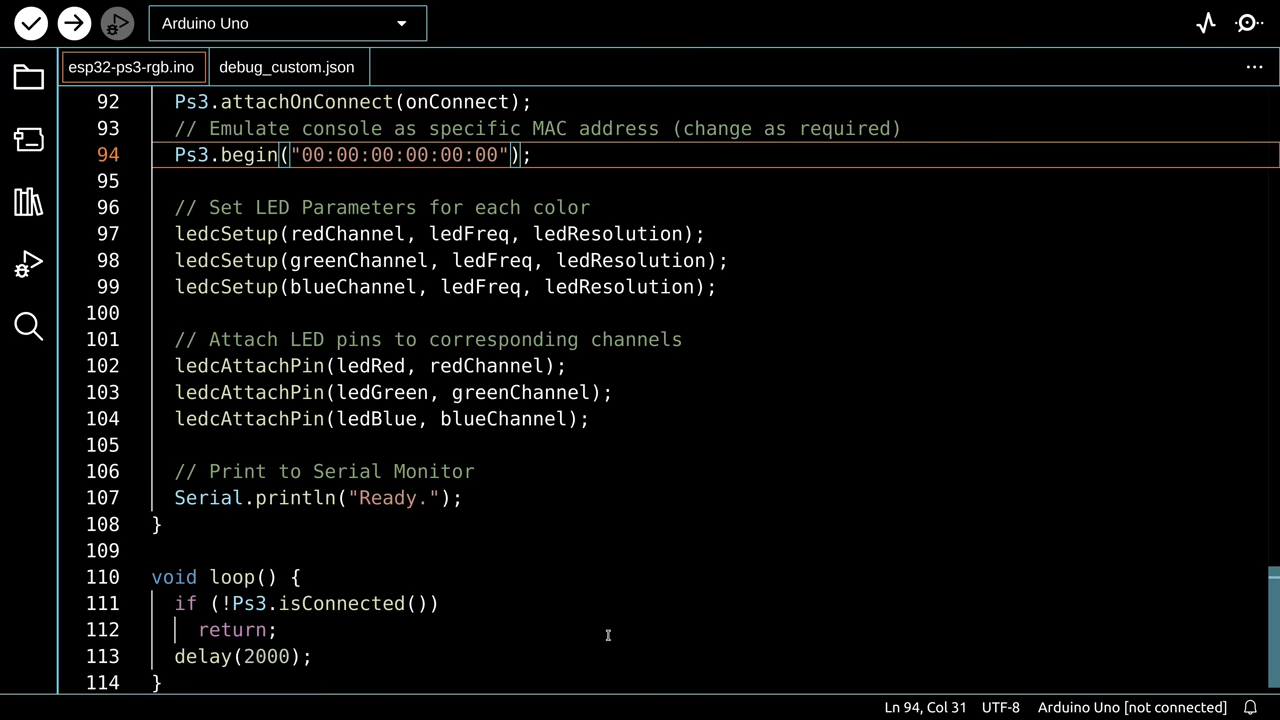 Arduino Uno
esp32-ps3-rgb.ino debug_custom.json
92 Ps3.attachOnConnect(onConnect);
93 // Emulate console as specific MAC address (change as required)
94 Ps3.begin("00:00:00:00:00:00");
95
96 // Set LED Parameters for each color
97 ledcSetup(redChannel, ledFreq, ledResolution);
98 ledcSetup(greenChannel, ledFreq, ledResolution);
99 ledcSetup(blueChannel, ledFreq, ledResolution);
100
101 // Attach LED pins to corresponding channels
102 ledcAttachPin(ledRed, redChannel);
103 ledcAttachPin(ledGreen, greenChannel);
104 ledcAttachPin(ledBlue, blueChannel);
105
106 // Print to Serial Monitor
107 Serial.println("Ready.");
108 }
109
110 void loop() {
111 if (!Ps3.isConnected())
112 return;
113 delay(2000);
114 }
Ln 94, Col 31 UTF-8 Arduino Uno [not connected]